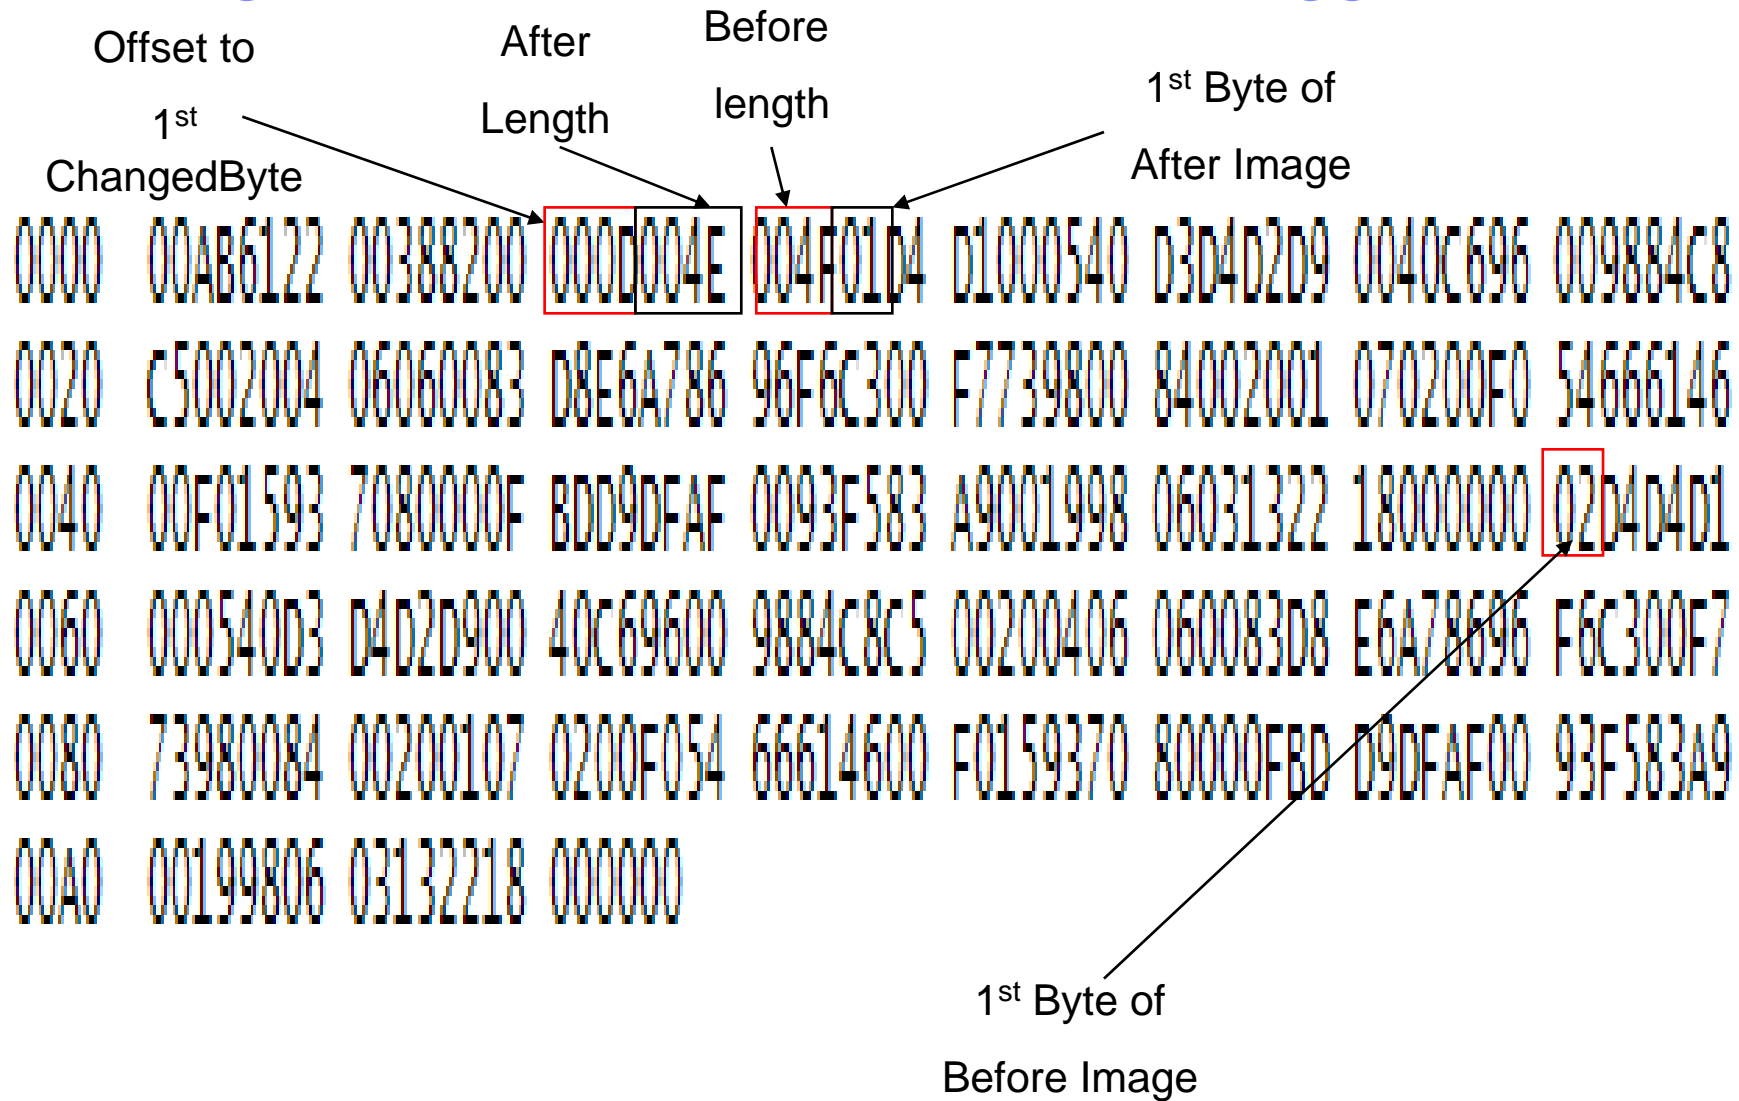 Offset to
1st
ChangedByte
After
Length
Before
length
1st Byte of
After Image
0000 00AB6122 00388200 000D004E 004F01D4 D1000540 D3D4D2D9 0040C696 009884C8
0020 C5002004 06060083 D8E6A786 96F6C300 F7739800 84002001 070200F0 54666146
0040 00F01593 7080000F BDD9DFAF 0093F583 A9001998 06031322 18000000 02D4D4D1
0060 000540D3 D4D2D900 40C69600 9884C8C5 00200406 060083D8 E6A78696 F6C300F7
0080 73980084 00200107 0200F054 66614600 F0159370 80000FBD D9DFAF00 93F583A9
00A0 00199806 03132218 000000
1st Byte of
Before Image